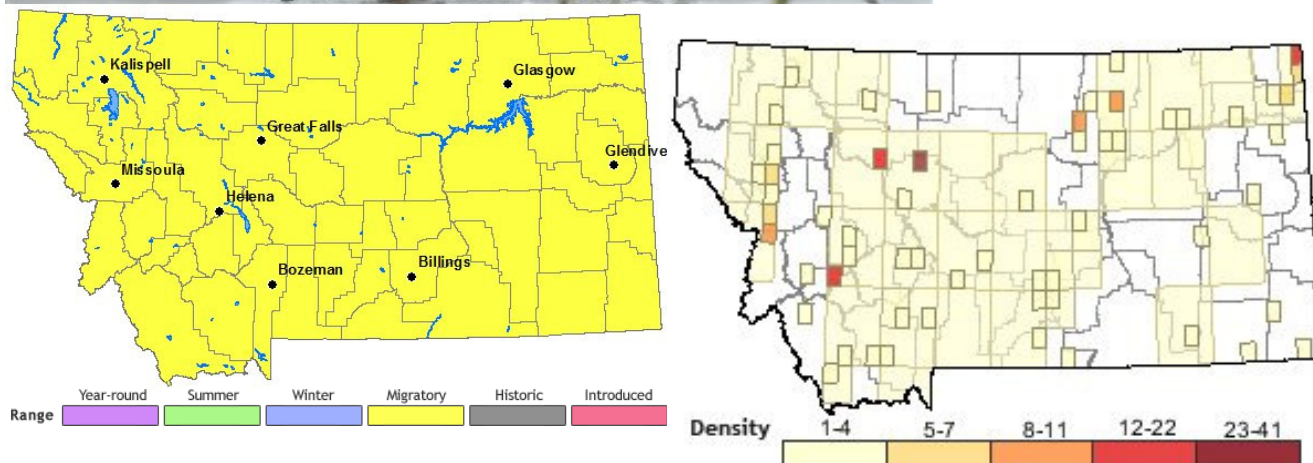 Kalispell
Glasgow
Great Falls
Glendive
Missoula
Helena
Bozeman
Billings
Year-round Summer Winter Migratory Historic Introduced
Range
Density 1-4 5-7 8-11 12-22 23-41